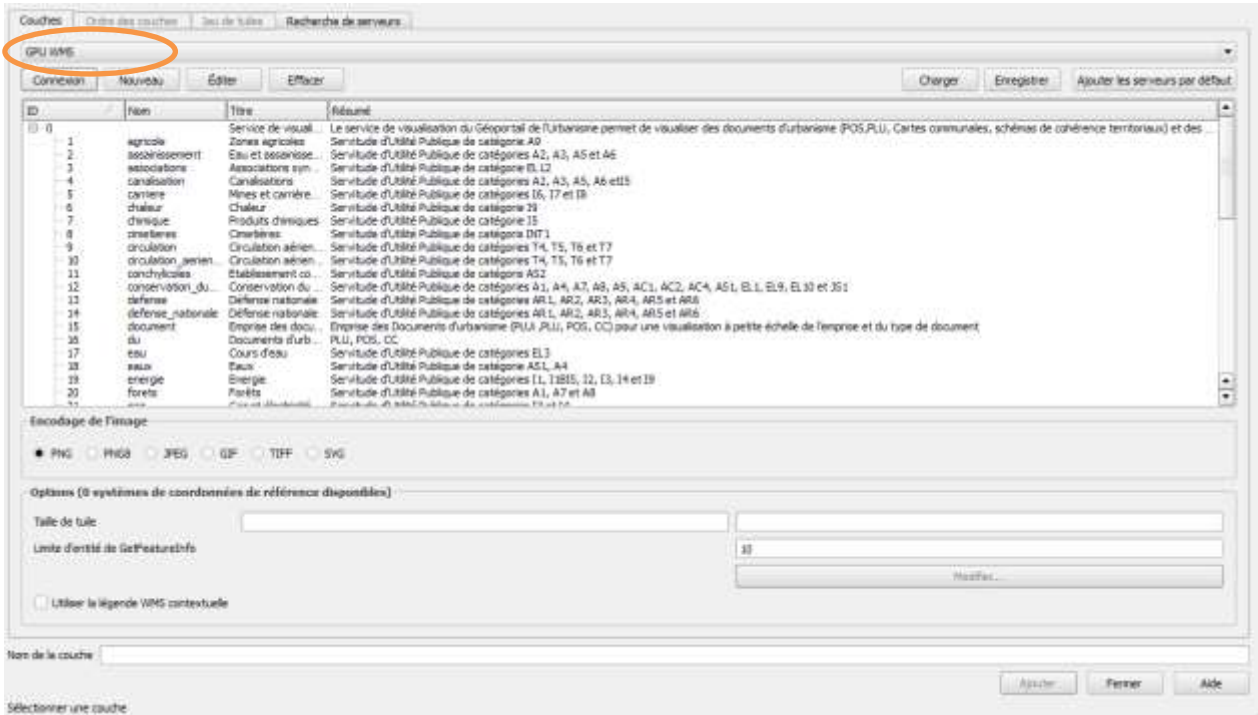 Couches Ordre des couches Jeu de tuiles Recherche de serveurs
GPU WMS
Connexion Nouveau Éditer Effacer Charger Enregistrer Ajouter les serveurs par défaut
ID Nom Titre Résumé
0 Service de visuali... Le service de visualisation du Géoportail de l'Urbanisme permet de visualiser des documents d'urbanisme (POS,PLU, Cartes communales, schémas de cohérence territoriaux) et des
1 agricole Zones agricoles Servitude d'Utilité Publique de catégorie A9
2 assainissement Eau et assainisse... Servitude d'Utilité Publique de catégories A2, A3, A5 et A6
3 associations Associations syn... Servitude d'Utilité Publique de catégorie EL12
4 canalisation Canalisations Servitude d'Utilité Publique de catégories A2, A3, A5, A6 etI5
5 carriere Mines et carrière... Servitude d'Utilité Publique de catégories I6, I7 et I8
6 chaleur Chaleur Servitude d'Utilité Publique de catégorie I9
7 chimique Produits chimiques Servitude d'Utilité Publique de catégorie I5
8 cimetieres Cimetières Servitude d'Utilité Publique de catégorie INT1
9 circulation Circulation aérien... Servitude d'Utilité Publique de catégories T4, T5, T6 et T7
10 circulation_aerien... Circulation aérien... Servitude d'Utilité Publique de catégories T4, T5, T6 et T7
11 conchylicoles Etablissement co... Servitude d'Utilité Publique de catégorie AS2
12 conservation_du... Conservation du ... Servitude d'Utilité Publique de catégories A1, A4, A7, A8, A9, AC1, AC2, AC4, AS1, EL1, EL9, EL10 et JS1
13 defense Défense nationale Servitude d'Utilité Publique de catégories AR1, AR2, AR3, AR4, AR5 et AR6
14 defense_nationale Défense nationale Servitude d'Utilité Publique de catégories AR1, AR2, AR3, AR4, AR5 et AR6
15 document Emprise des docu... Emprise des Documents d'urbanisme (PLUI ,PLU, POS, CC) pour une visualisation à petite échelle de l'emprise et du type de document
16 du Documents d'urb... PLU, POS, CC
17 eau Cours d'eau Servitude d'Utilité Publique de catégories EL3
18 eaux Eaux Servitude d'Utilité Publique de catégorie AS1, A4
19 energie Energie Servitude d'Utilité Publique de catégories I1, I1BIS, I2, I3, I4 et I9
20 forets Forêts Servitude d'Utilité Publique de catégories A1, A7 et A8
Encodage de l'image
PNG PNG8 JPEG GIF TIFF SVG
Options (0 systèmes de coordonnées de référence disponibles)
Taille de tuile
Limite d'entité de GetFeatureInfo 10
Modifier...
Utiliser la légende WMS contextuelle
Nom de la couche
Ajouter Fermer Aide
Sélectionner une couche